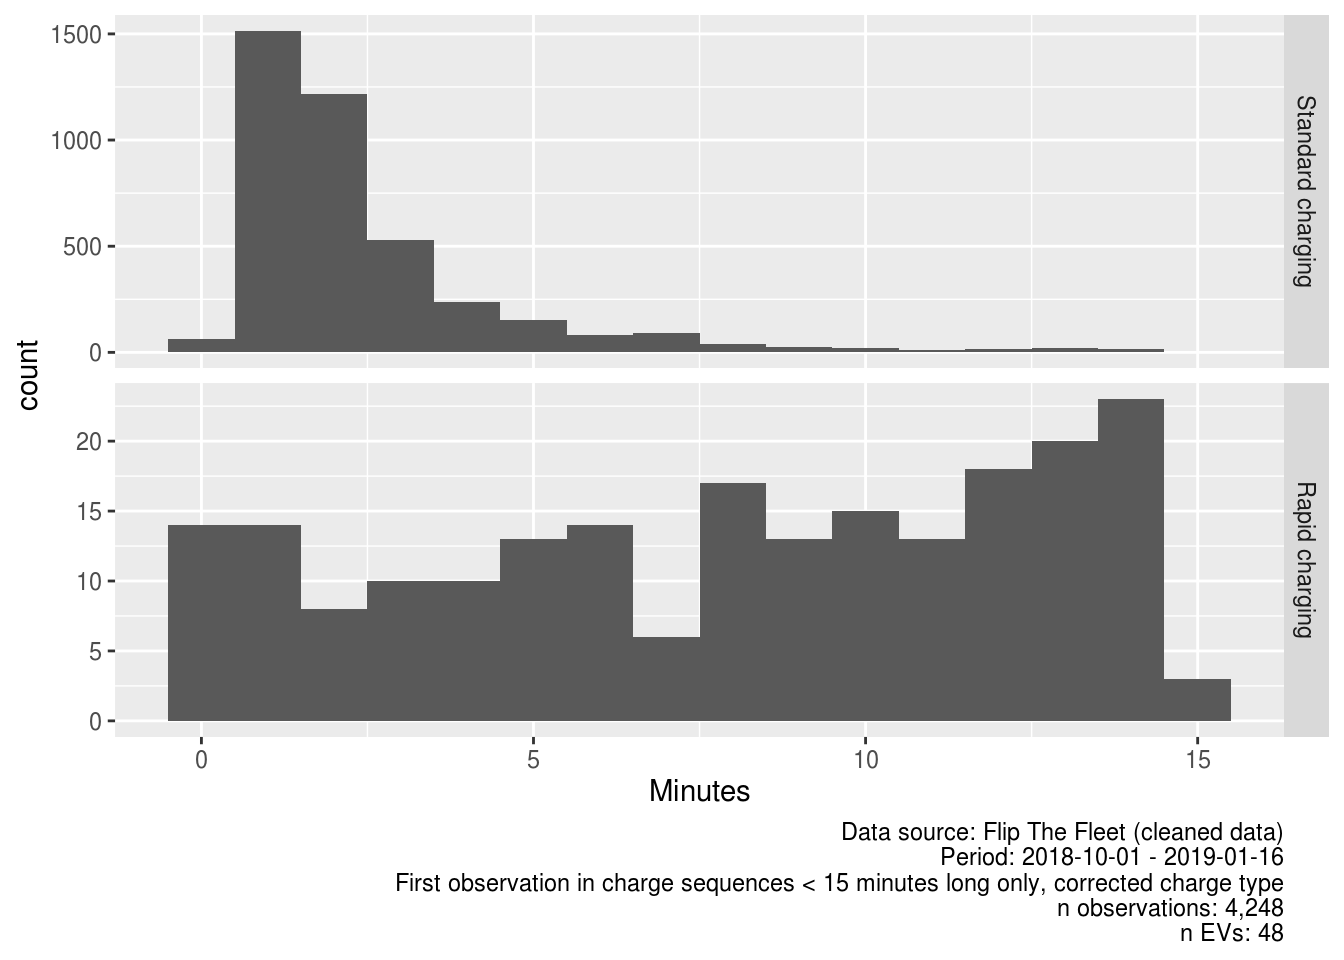 1500
1000
500
0
Standard charging
count
20
15
10
5
0
Rapid charging
0 5 10 15
Minutes
Data source: Flip The Fleet (cleaned data)
Period: 2018-10-01 - 2019-01-16
First observation in charge sequences < 15 minutes long only, corrected charge type
n observations: 4,248
n EVs: 48